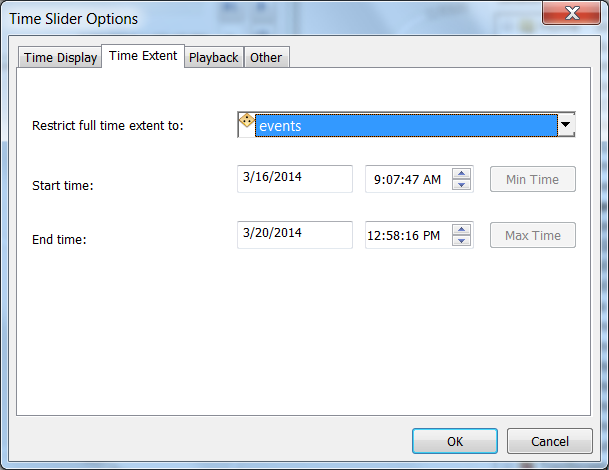 Time Slider Options
Time Display Time Extent Playback Other
Restrict full time extent to: events
Start time: 3/16/2014 9:07:47 AM Min Time
End time: 3/20/2014 12:58:16 PM Max Time
OK Cancel